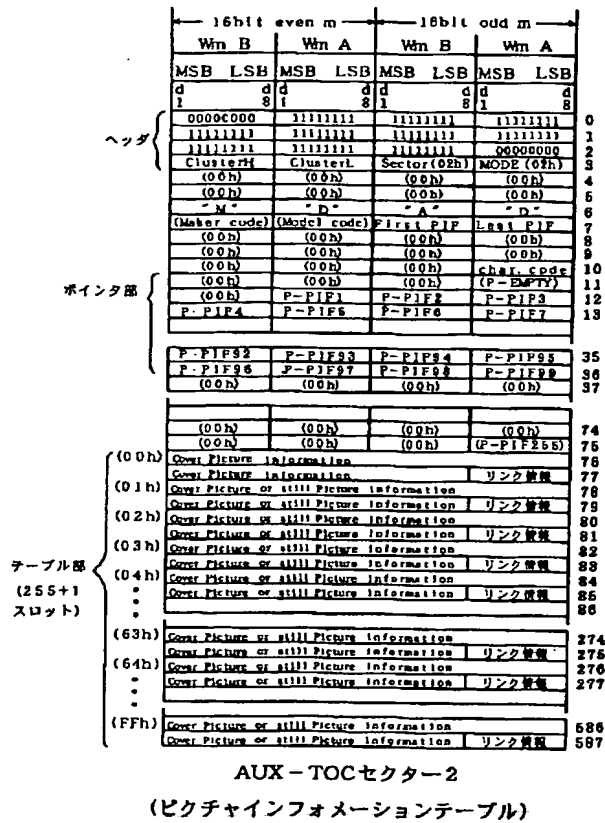 16bit even m 16bit odd m
Wm B Wm A Wm B Wm A
MSB LSB MSB LSB MSB LSB MSB LSB
d d d d d d d d
1 8 1 8 1 8 1 8
ヘッダ
00000000 11111111 11111111 11111111 0
11111111 11111111 11111111 11111111 1
11111111 11111111 11111111 00000000 2
ClusterH ClusterL Sector(02h) MODE(02h) 3
(00h) (00h) (00h) (00h) 4
(00h) (00h) (00h) (00h) 5
"M" "D" "A" "D" 6
(Maker code) (Model code) First PIF Last PIF 7
(00h) (00h) (00h) (00h) 8
(00h) (00h) (00h) (00h) 9
(00h) (00h) (00h) char. code 10
ポインタ部
(00h) (00h) (00h) (P-EMPTY) 11
(00h) P-PIF1 P-PIF2 P-PIF3 12
P-PIF4 P-PIF5 P-PIF6 P-PIF7 13
P-PIF92 P-PIF93 P-PIF94 P-PIF95 35
P-PIF96 P-PIF97 P-PIF98 P-PIF99 36
(00h) (00h) (00h) (00h) 37
(00h) (00h) (00h) (00h) 74
(00h) (00h) (00h) (P-PIF255) 75
テーブル部
(255+1
スロット)
(00h) Cover Picture Information 76
Cover Picture Information リンク情報 77
(01h) Cover Picture or still Picture Information 78
Cover Picture or still Picture Information リンク情報 79
(02h) Cover Picture or still Picture Information 80
Cover Picture or still Picture Information リンク情報 81
(03h) Cover Picture or still Picture Information 82
Cover Picture or still Picture Information リンク情報 83
(04h) Cover Picture or still Picture Information 84
Cover Picture or still Picture Information リンク情報 85
86
(63h) Cover Picture or still Picture Information 274
Cover Picture or still Picture Information リンク情報 275
(64h) Cover Picture or still Picture Information 276
Cover Picture or still Picture Information リンク情報 277
(FFh) Cover Picture or still Picture Information 586
Cover Picture or still Picture Information リンク情報 587
AUX-TOCセクター2
(ピクチャインフォメーションテーブル)